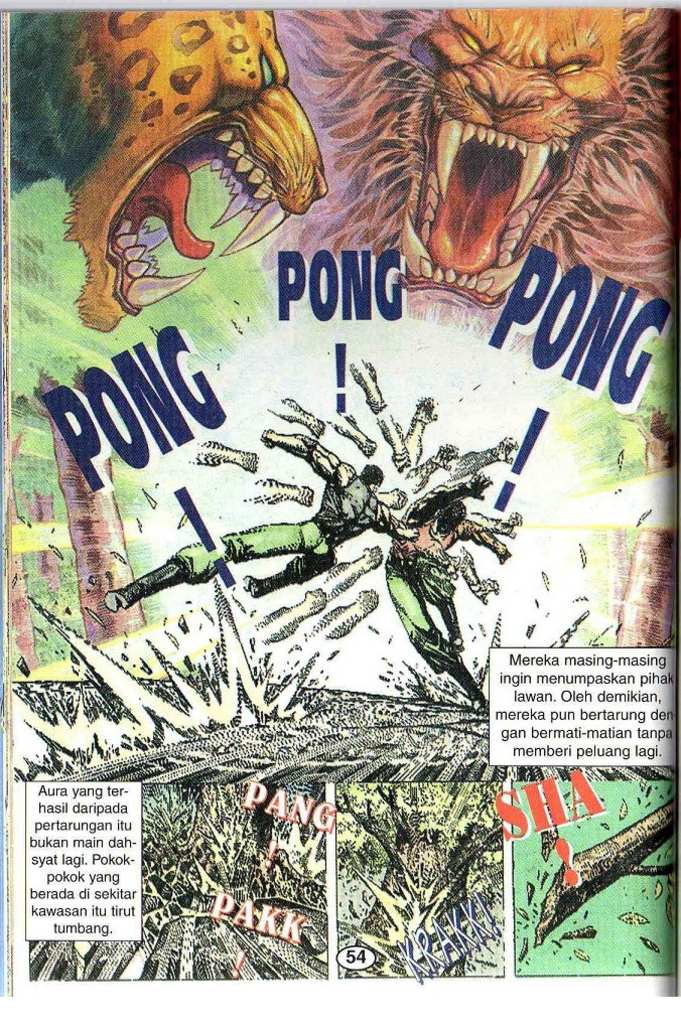 PONG
!
PONG
!
PONG
!
Mereka masing-masing
ingin menumpaskan pihak
lawan. Oleh demikian,
mereka pun bertarung den-
gan bermati-matian tanpa
memberi peluang lagi.
Aura yang ter-
hasil daripada
pertarungan itu
bukan main dah-
syat lagi. Pokok-
pokok yang
berada di sekitar
kawasan itu tirut
tumbang.
PANG
!
PAKK
!
KRAKK!
SHA
!
54